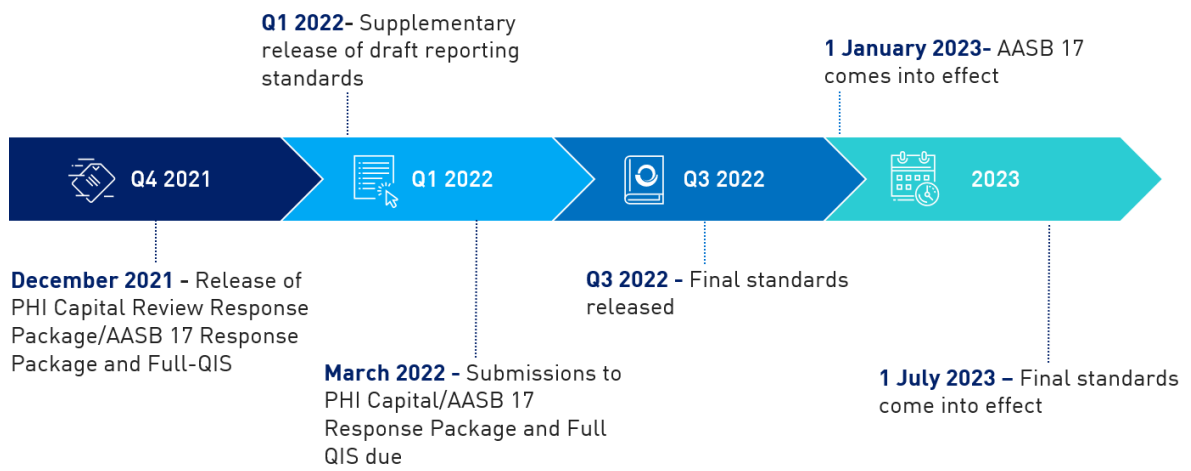 Q1 2022- Supplementary
release of draft reporting
standards
1 January 2023- AASB 17
comes into effect
Q4 2021
Q1 2022
Q3 2022
2023
December 2021 - Release of
PHI Capital Review Response
Package/AASB 17 Response
Package and Full-QIS
March 2022 - Submissions to
PHI Capital/AASB 17
Response Package and Full
QIS due
Q3 2022 - Final standards
released
1 July 2023 – Final standards
come into effect